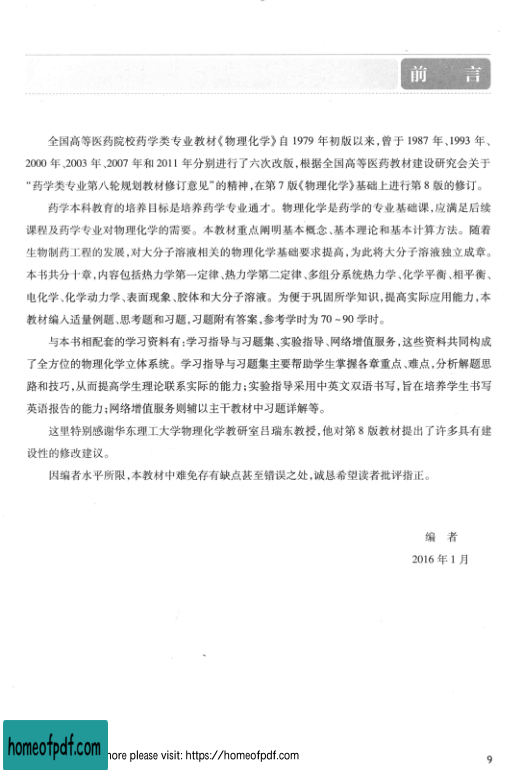 前 言
全国高等医药院校药学类专业教材《物理化学》自 1979 年初版以来,曾于 1987 年、1993 年、
2000 年、2003 年、2007 年和 2011 年分别进行了六次改版,根据全国高等医药教材建设研究会关于
“药学类专业第八轮规划教材修订意见”的精神,在第 7 版《物理化学》基础上进行第 8 版的修订。
药学本科教育的培养目标是培养药学专业通才。物理化学是药学的专业基础课,应满足后续
课程及药学专业对物理化学的需要。本教材重点阐明基本概念、基本理论和基本计算方法。随着
生物制药工程的发展,对大分子溶液相关的物理化学基础要求提高,为此将大分子溶液独立成章。
本书共分十章,内容包括热力学第一定律、热力学第二定律、多组分系统热力学、化学平衡、相平衡、
电化学、化学动力学、表面现象、胶体和大分子溶液。为便于巩固所学知识,提高实际应用能力,本
教材编入适量例题、思考题和习题,习题附有答案,参考学时为 70～90 学时。
与本书相配套的学习资料有:学习指导与习题集、实验指导、网络增值服务,这些资料共同构成
了全方位的物理化学立体系统。学习指导与习题集主要帮助学生掌握各章重点、难点,分析解题思
路和技巧,从而提高学生理论联系实际的能力;实验指导采用中英文双语书写,旨在培养学生书写
英语报告的能力;网络增值服务则辅以主干教材中习题详解等。
这里特别感谢华东理工大学物理化学教研室吕瑞东教授,他对第 8 版教材提出了许多具有建
设性的修改建议。
因编者水平所限,本教材中难免存有缺点甚至错误之处,诚恳希望读者批评指正。
编 者
2016 年 1 月
homeofpdf.com
more please visit: https://homeofpdf.com
9